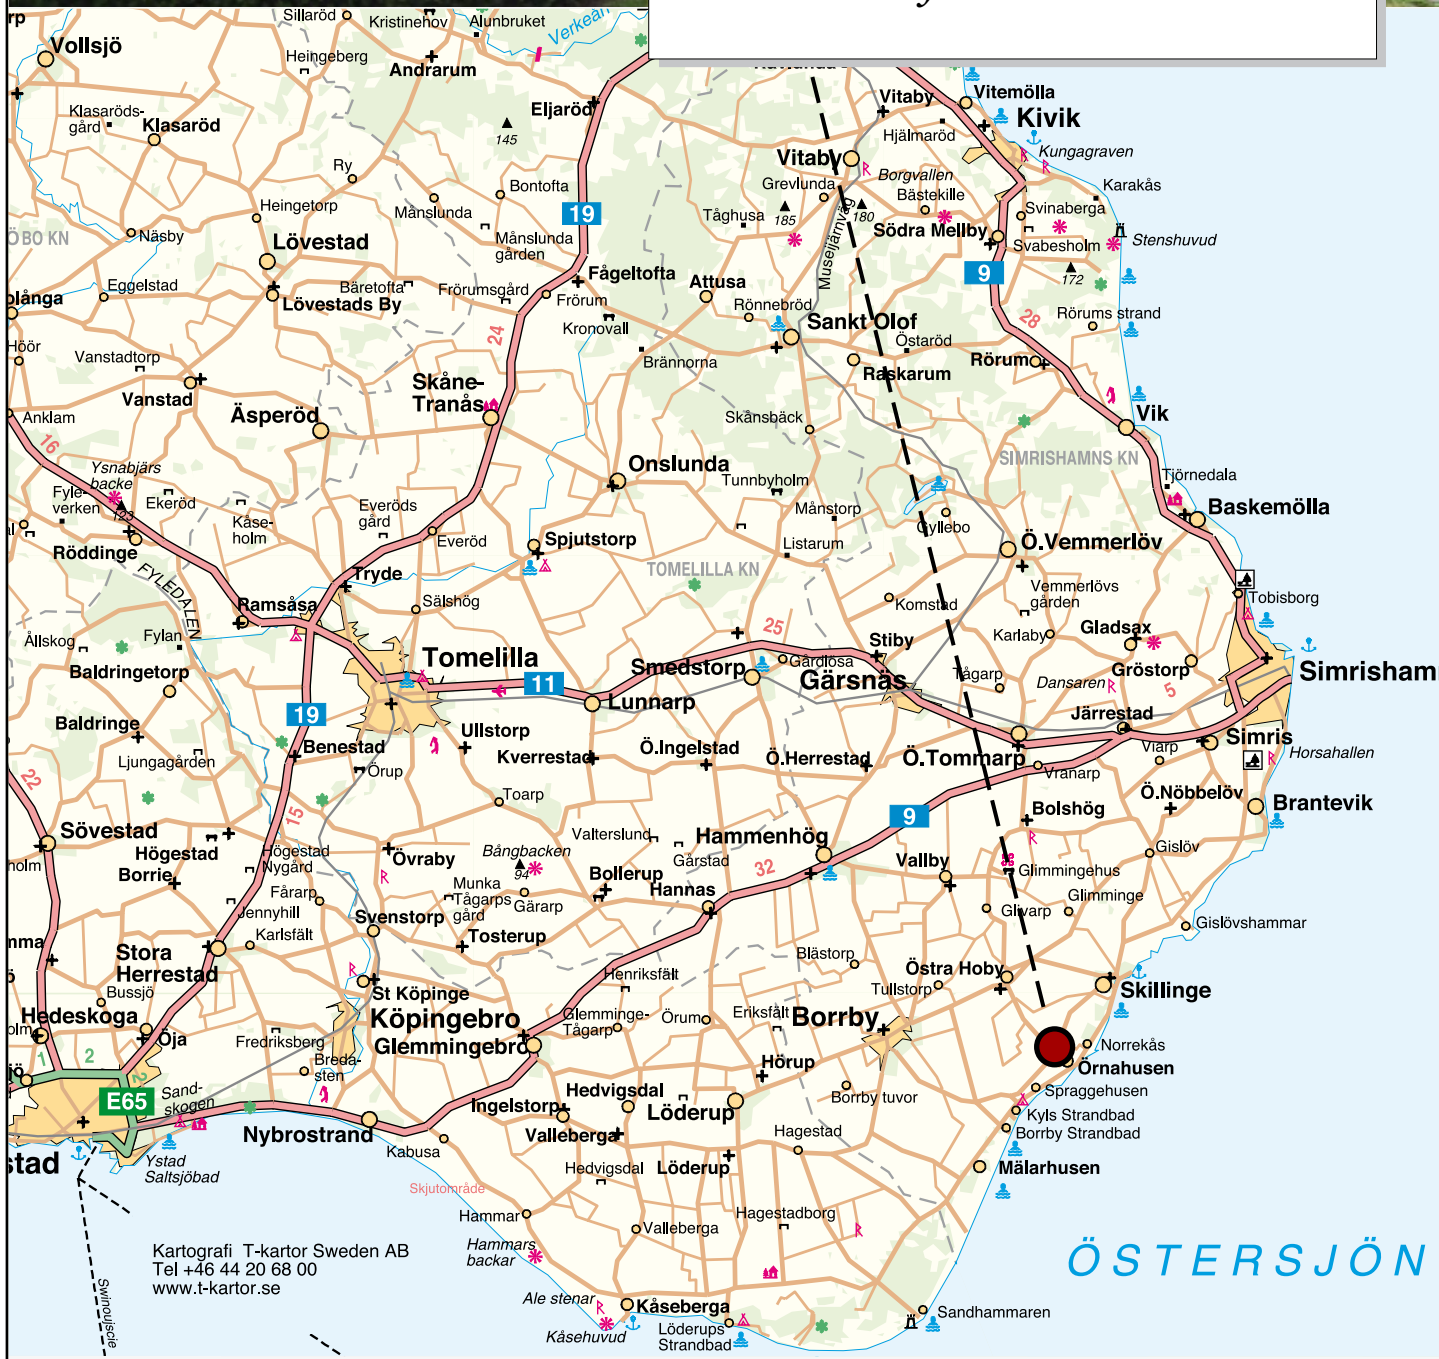 Sillaröd
Kristinehov
Alunbruket
Verkeån
Vollsjö
Heingeberg
Andrarum
Vitaby
Vitemölla
Klasaröds-
gård
Klasaröd
Eljaröd
145
Hjälmaröd
Kivik
Kungagraven
Ry
Bontofta
Vitaby
Borgvallen
Grevlunda
Bästekille
Karakås
Heingetorp
Månslunda
19
Tåghusa
185
180
Svinaberga
Näsby
Lövestad
Månslunda
gården
Museijärnväg
Södra Mellby
Svabesholm
Stenshuvud
9
172
Eggelstad
Bäretofta
Frörumsgård
Fågeltofta
Attusa
Lövestads By
Frörum
Rönnebröd
Rörums strand
Höör
24
Kronovall
Sankt Olof
28
Vanstadtorp
Brännorna
Östaröd
Rörum
Vanstad
Skåne-
Tranås
Raskarum
Anklam
Äsperöd
Skånsbäck
Vik
16
SIMRISHAMNS KN
Ysnabjärs
backe
Onslunda
Tunnbyholm
Tjörnedala
Fyle-
verken
Ekeröd
Everöds
gård
Månstorp
Baskemölla
123
Kåse-
holm
Gyllebo
Röddinge
Everöd
Spjutstorp
Listarum
Ö.Vemmerlöv
FYLEDALEN
Tryde
TOMELILLA KN
Vemmerlövs
gården
Ramsåsa
Sälshög
Komstad
Tobisborg
Ållskog
Fylan
25
Stiby
Karlaby
Gladsax
Baldringetorp
Tomelilla
Smedstorp
Gårdlösa
Gärsnäs
Tågarp
Gröstorp
Dansaren
5
11
Lunnarp
19
Järrestad
Baldringe
Ullstorp
Simris
Ljungagården
Benestad
Kverrestad
Ö.Ingelstad
Ö.Herrestad
Ö.Tommarp
Viarp
Horsahallen
22
Örup
Vranarp
15
Toarp
9
Bolshög
Ö.Nöbbelöv
Brantevik
Sövestad
Valterslund
Hammenhög
Högestad
Högestad
Nygård
Övraby
Bångbacken
94
Gårstad
32
Vallby
Gislöv
Borrie
Bollerup
Glimmingehus
Fårarp
Munka
Tågarps
gård
Gärarp
Hannas
Glivarp
Glimminge
Jennyhill
Svenstorp
Gislövshammar
Karlsfält
Tosterup
Stora
Herrestad
Blästorp
Östra Hoby
Henriksfält
Tullstorp
Skillinge
Bussjö
St Köpinge
Hedeskoga
Köpingebro
Glemminge-
Tågarp
Örum
Eriksfält
Borrby
Öja
Fredriksberg
Glemmingebro
Norrekås
1
2
Breda-
sten
Hörup
Örnahusen
2
Sand-
skogen
Hedvigsdal
Borrby tuvor
Spraggehusen
E65
Ingelstorp
Löderup
Kyls Strandbad
Nybrostrand
Valleberga
Hagestad
Borrby Strandbad
Kabusa
Ystad
Saltsjöbad
Hedvigsdal
Löderup
Mälarhusen
Skjutområde
Hammar
Valleberga
Hagestadborg
Hammars
backar
Kartografi T-kartor Sweden AB
Tel +46 44 20 68 00
www.t-kartor.se
ÖSTERSJÖN
Swinoujscie
Ale stenar
Kåseberga
Sandhammaren
Kåsehuvud
Löderups
Strandbad